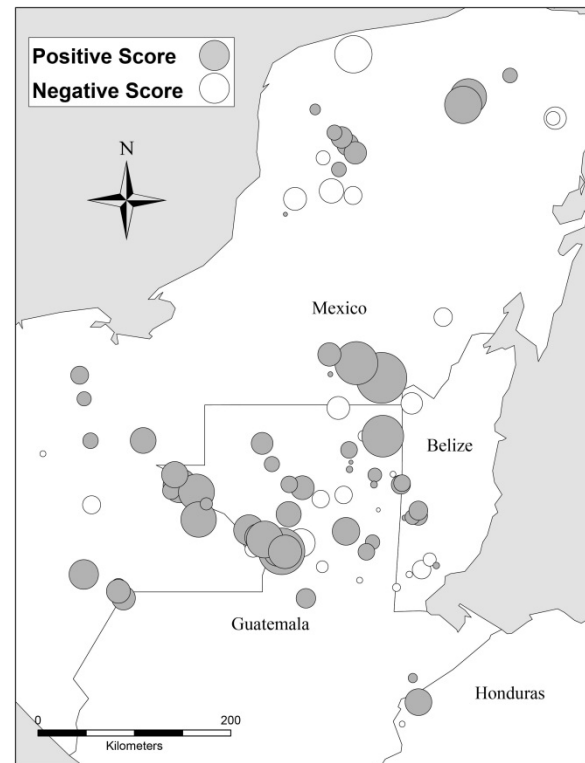 Positive Score
Negative Score
N
Mexico
Belize
Guatemala
Honduras
0 200
Kilometers